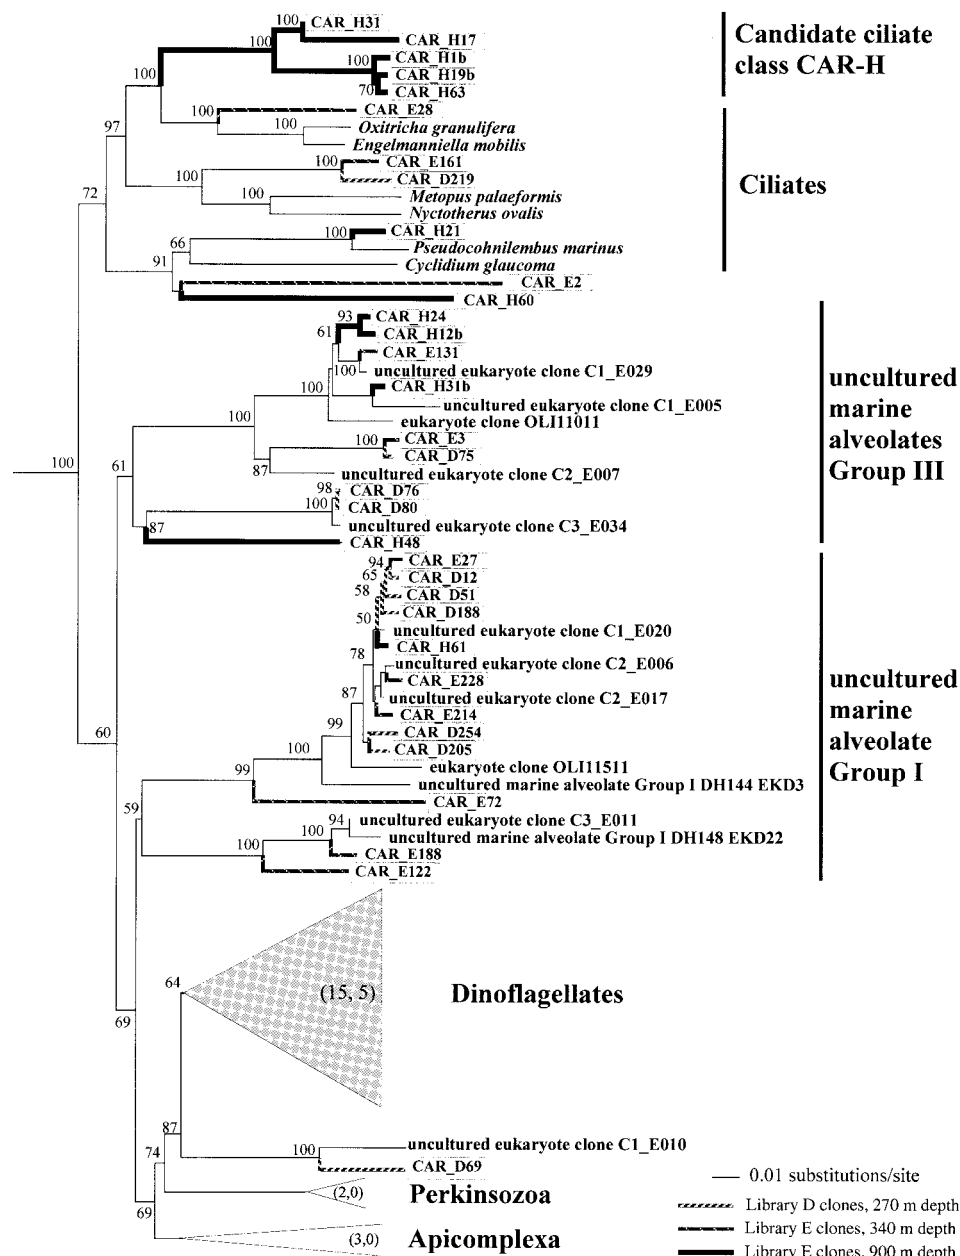 100
CAR_H31
CAR_H17
100
CAR_H1b
100
CAR_H19b
70
CAR_H63
100
Candidate ciliate
class CAR-H
100
CAR_E28
100
Oxitricha granulifera
Engelmanniella mobilis
97
100
CAR_E161
CAR_D219
100
Metopus palaeformis
Nyctotherus ovalis
Ciliates
72
100
CAR_H21
66
Pseudocohnilembus marinus
91
Cyclidium glaucoma
CAR_E2
CAR_H60
93
CAR_H24
61
CAR_H12b
CAR_E131
100
uncultured eukaryote clone C1_E029
100
CAR_H31b
uncultured eukaryote clone C1_E005
100
eukaryote clone OLI11011
100
CAR_E3
CAR_D75
87
uncultured eukaryote clone C2_E007
uncultured
marine
alveolates
Group III
100
61
98
CAR_D76
100
CAR_D80
uncultured eukaryote clone C3_E034
87
CAR_H48
94
CAR_E27
65
CAR_D12
58
CAR_D51
CAR_D188
50
uncultured eukaryote clone C1_E020
CAR_H61
78
uncultured eukaryote clone C2_E006
CAR_E228
87
uncultured eukaryote clone C2_E017
CAR_E214
99
CAR_D254
100
CAR_D205
eukaryote clone OLI11511
99
uncultured marine alveolate Group I DH144 EKD3
CAR_E72
uncultured
marine
alveolate
Group I
60
59
94
uncultured eukaryote clone C3_E011
100
uncultured marine alveolate Group I DH148 EKD22
100
CAR_E188
CAR_E122
64
(15, 5)
Dinoflagellates
69
87
100
uncultured eukaryote clone C1_E010
74
CAR_D69
(2,0)
Perkinsozoa
69
(3,0)
Apicomplexa
0.01 substitutions/site
Library D clones, 270 m depth
Library E clones, 340 m depth
Library E clones, 900 m depth